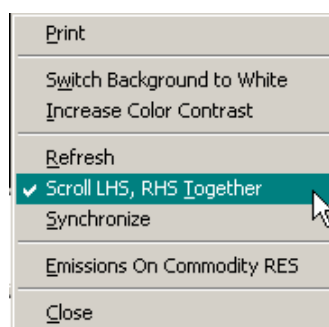 Print
Switch Background to White
Increase Color Contrast
Refresh
Scroll LHS, RHS Together
Synchronize
Emissions On Commodity RES
Close